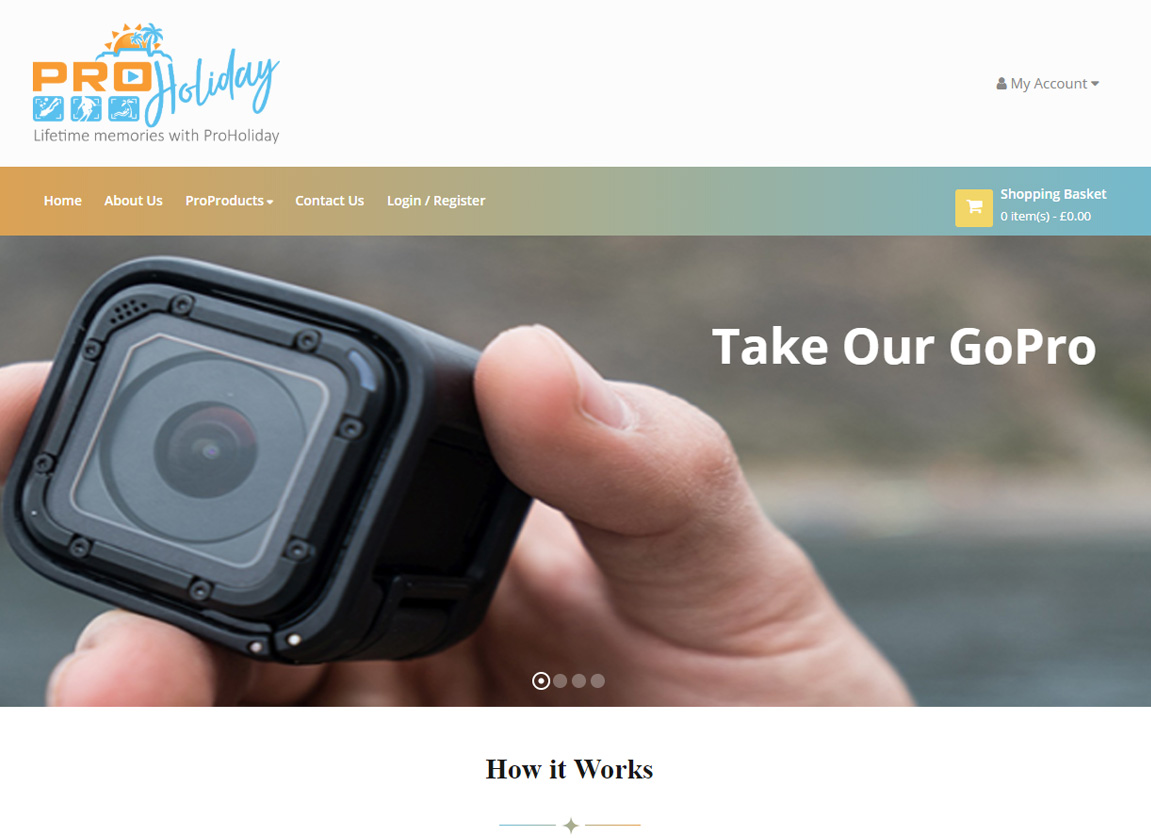 PRO Holiday
Lifetime memories with ProHoliday
My Account
Home About Us ProProducts Contact Us Login / Register
Shopping Basket
0 item(s) - £0.00
Take Our GoPro
How it Works